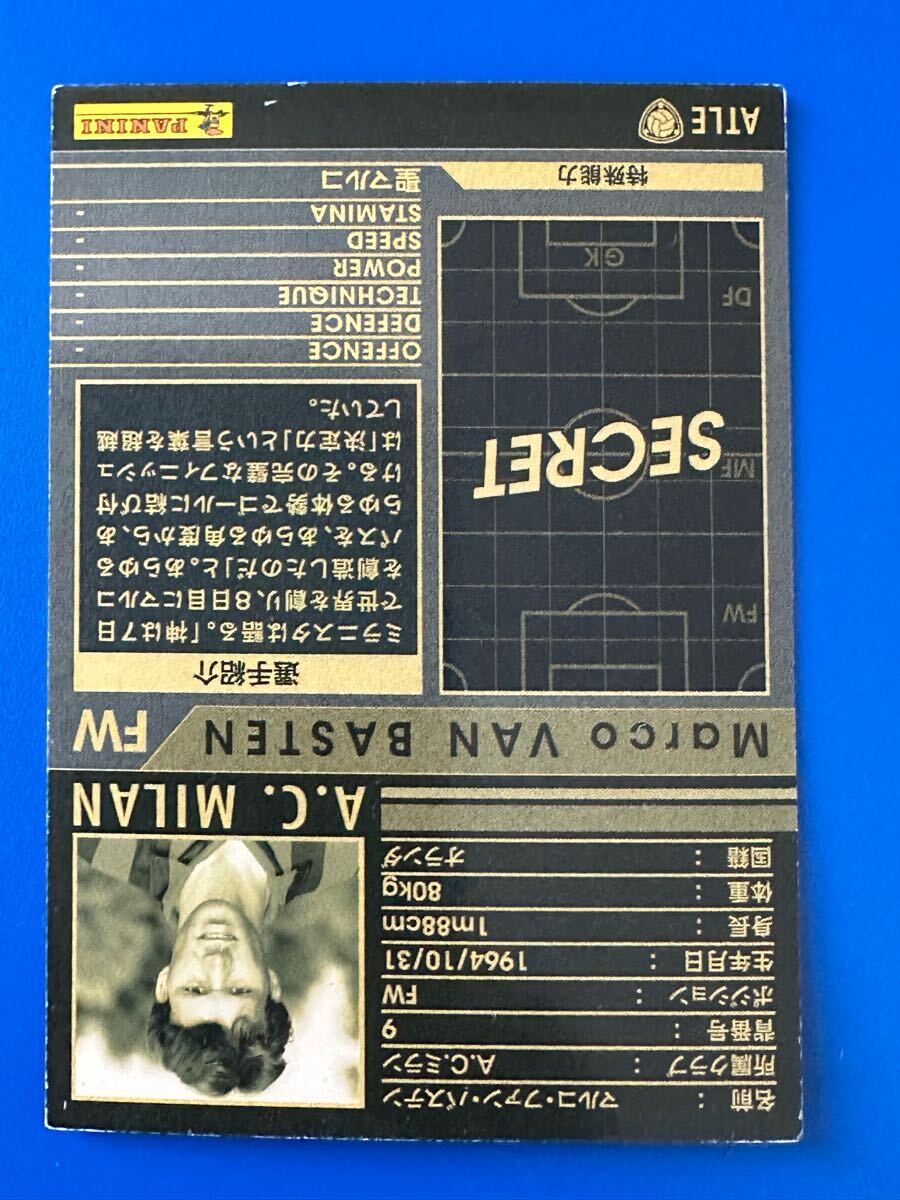 名前 : マルコ・ファン・バステン
所属クラブ : A.C.ミラン
背番号 : 9
ポジション : FW
生年月日 : 1964/10/31
身長 : 1m88cm
体重 : 80kg
国籍 : オランダ
A.C. MILAN
Marco VAN BASTEN FW
FW
MF
DF
GK
SECRET
特殊能力
選手紹介
ミラニスタは語る。「神は7日
で世界を創り、8日目にマルコ
を創造したのだ」と。あらゆる
パスを、あらゆる角度から、あ
らゆる体勢でゴールに結び付
ける。その完璧なフィニッシュ
は「決定力」という言葉を超越
していた。
OFFENCE -
DEFENCE -
TECHNIQUE -
POWER -
SPEED -
STAMINA -
聖マルコ
ATLE
PANINI